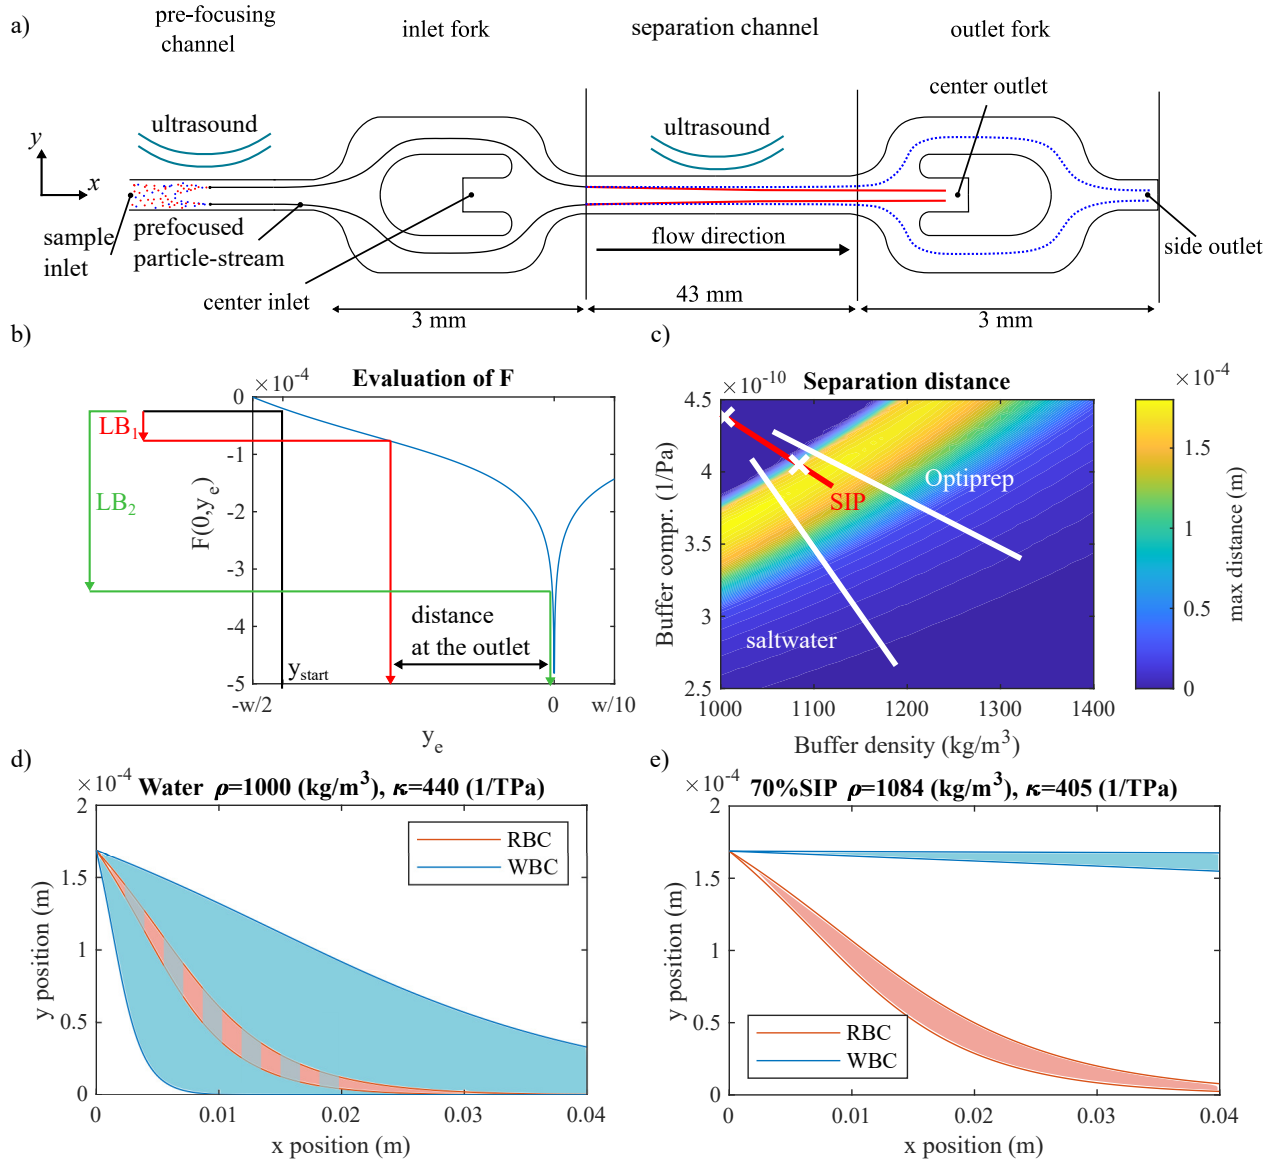 a)
pre-focusing
channel
inlet fork
separation channel
outlet fork
center outlet
ultrasound
ultrasound
y
x
sample
inlet
prefocused
particle-stream
center inlet
flow direction
side outlet
3 mm
43 mm
3 mm
b)
×10⁻⁴
Evaluation of F
0
-1
-2
-3
-4
-5
F(0,yₑ)
LB₁
LB₂
distance
at the outlet
y_start
-w/2
0
w/10
yₑ
c)
×10⁻¹⁰
Separation distance
×10⁻⁴
4.5
4
3.5
3
2.5
Buffer compr. (1/Pa)
Optiprep
SIP
saltwater
1000
1100
1200
1300
1400
Buffer density (kg/m³)
1.5
1
0.5
0
max distance (m)
d)
×10⁻⁴
Water ρ=1000 (kg/m³), κ=440 (1/TPa)
2
1.5
1
0.5
0
y position (m)
RBC
WBC
0
0.01
0.02
0.03
0.04
x position (m)
e)
×10⁻⁴
70%SIP ρ=1084 (kg/m³), κ=405 (1/TPa)
2
1.5
1
0.5
0
y position (m)
RBC
WBC
0
0.01
0.02
0.03
0.04
x position (m)